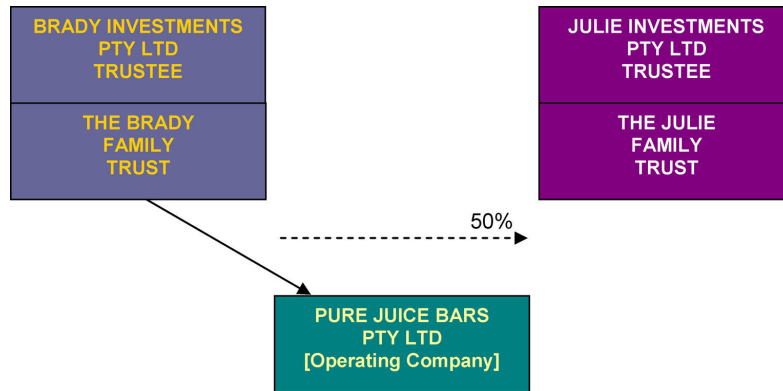 BRADY INVESTMENTS
PTY LTD
TRUSTEE
THE BRADY
FAMILY
TRUST
JULIE INVESTMENTS
PTY LTD
TRUSTEE
THE JULIE
FAMILY
TRUST
50%
PURE JUICE BARS
PTY LTD
[Operating Company]